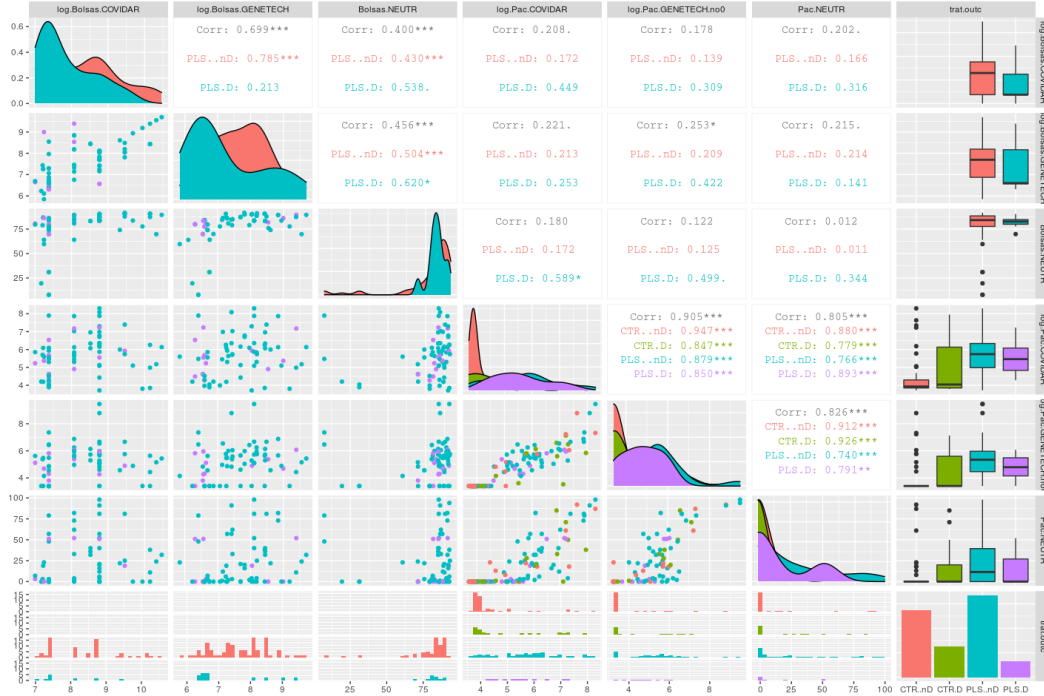 log.Bolsas.COVIDAR log.Bolsas.GENETECH Bolsas.NEUTR log.Pac.COVIDAR log.Pac.GENETECH.no0 Pac.NEUTR trat.outc
0.6
0.4
0.2
0.0
Corr: 0.699*** Corr: 0.400*** Corr: 0.208. Corr: 0.178 Corr: 0.202.
PLS..nD: 0.785*** PLS..nD: 0.430*** PLS..nD: 0.172 PLS..nD: 0.139 PLS..nD: 0.166
PLS.D: 0.213 PLS.D: 0.538. PLS.D: 0.449 PLS.D: 0.309 PLS.D: 0.316
log.Bolsas.COVIDAR
9
8
7
6
Corr: 0.456*** Corr: 0.221. Corr: 0.253* Corr: 0.215.
PLS..nD: 0.504*** PLS..nD: 0.213 PLS..nD: 0.209 PLS..nD: 0.214
PLS.D: 0.620* PLS.D: 0.253 PLS.D: 0.422 PLS.D: 0.141
75
50
25
Corr: 0.180 Corr: 0.122 Corr: 0.012
PLS..nD: 0.172 PLS..nD: 0.125 PLS..nD: 0.011
PLS.D: 0.589* PLS.D: 0.499. PLS.D: 0.344
Bolsas.NEUTR
8
7
6
5
4
Corr: 0.905*** Corr: 0.805***
CTR..nD: 0.947*** CTR..nD: 0.880***
CTR.D: 0.847*** CTR.D: 0.779***
PLS..nD: 0.879*** PLS..nD: 0.766***
PLS.D: 0.850*** PLS.D: 0.893***
log.Pac.COVIDAR
8
6
4
Corr: 0.826***
CTR..nD: 0.912***
CTR.D: 0.926***
PLS..nD: 0.740***
PLS.D: 0.791**
100
75
50
25
0
Pac.NEUTR
7 8 9 10 6 7 8 9 25 50 75 4 5 6 7 8 4 6 8 0 25 50 75 100 CTR..nD CTR.D PLS..nD PLS.D